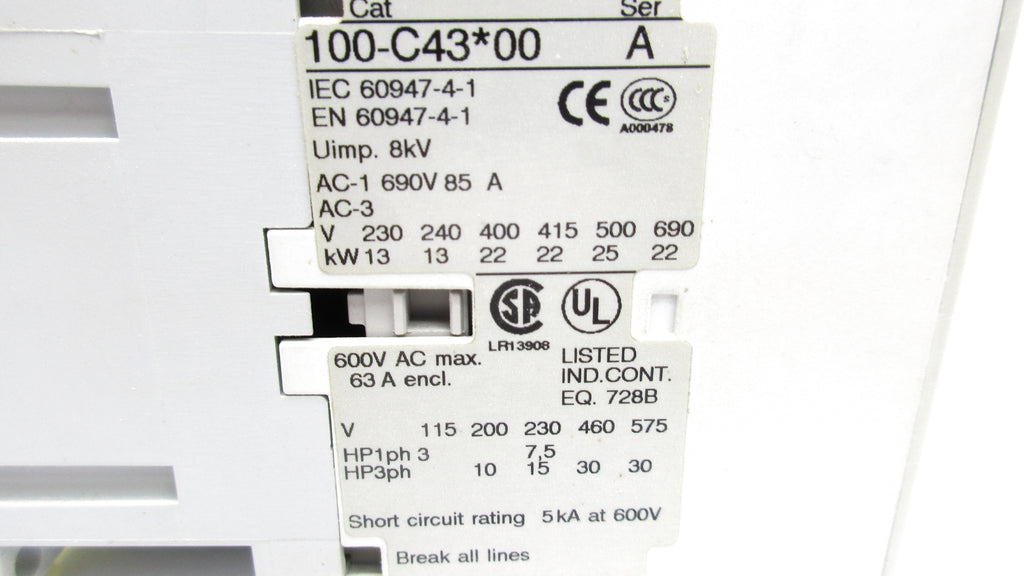 Cat Ser
100-C43*00 A
IEC 60947-4-1
EN 60947-4-1
CE CCC S
A000478
Uimp. 8kV
AC-1 690V 85 A
AC-3
V 230 240 400 415 500 690
kW 13 13 22 22 25 22
SA UL
LR13908
600V AC max.
63 A encl.
LISTED
IND.CONT.
EQ. 728B
V 115 200 230 460 575
HP1ph 3 7,5
HP3ph 10 15 30 30
Short circuit rating 5kA at 600V
Break all lines